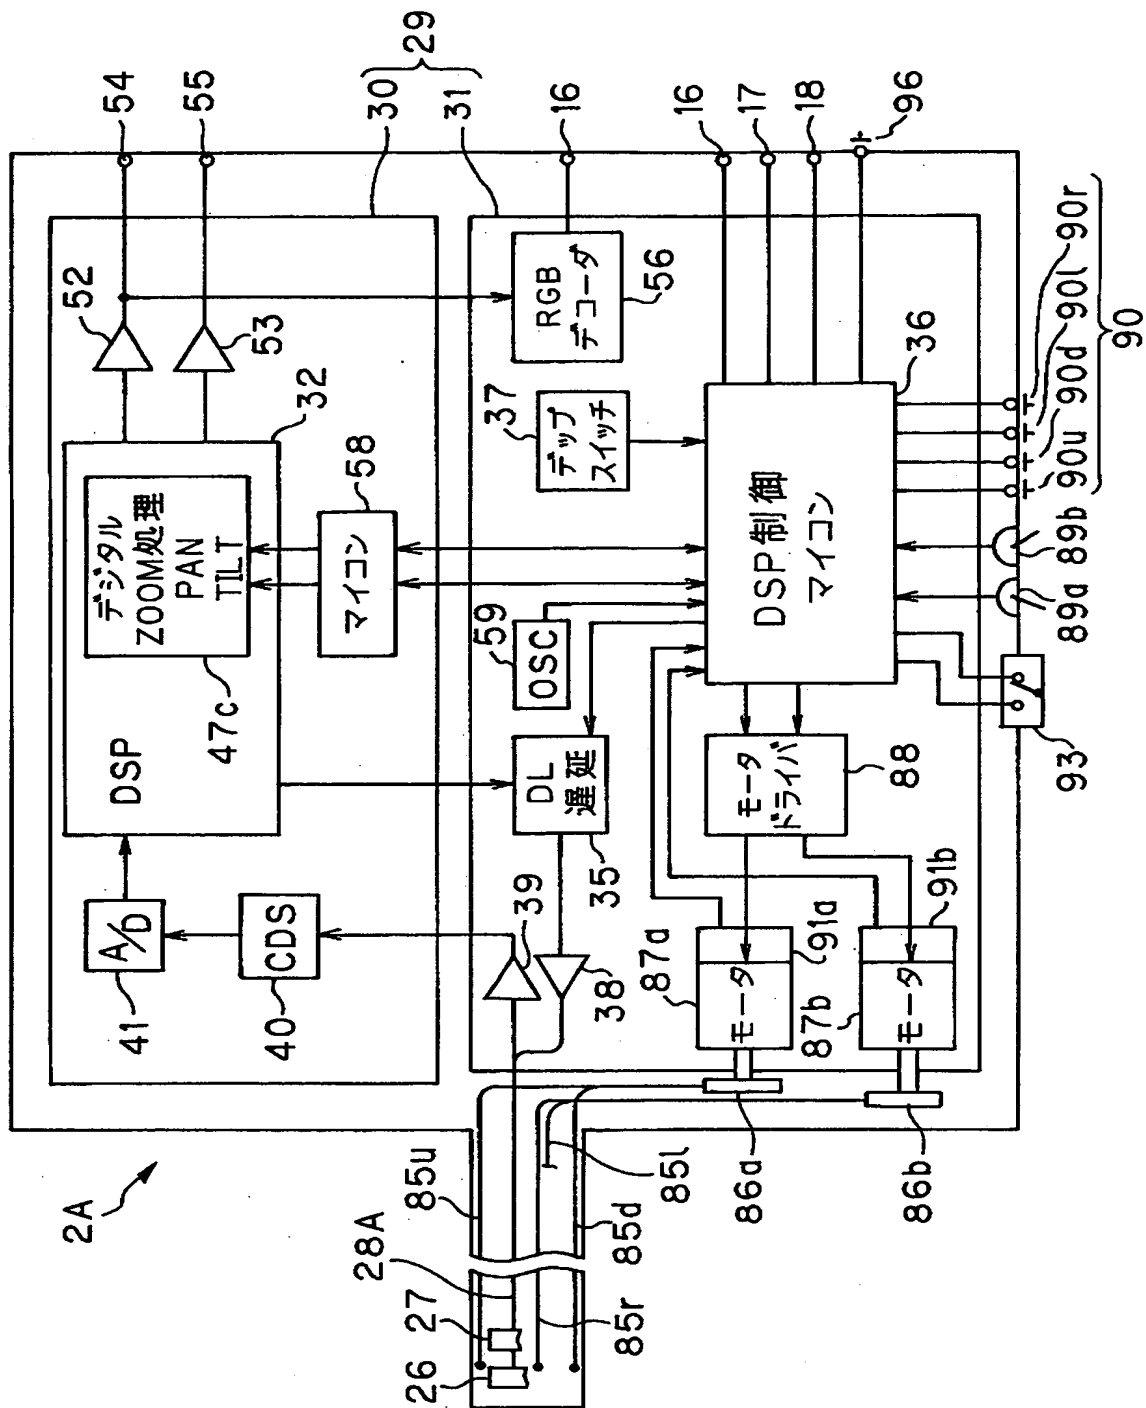 2A
54
55
30
29
31
16
16
17
18
96
52
53
32
デジタル
ZOOM処理
PAN
TILT
47c
DSP
マイコン
58
A/D
41
CDS
40
RGB
デコーダ
56
37
デップ
スイッチ
59
OSC
DL
遅延
35
39
38
DSP制御
マイコン
36
モータ
ドライバ
88
87a
モータ
91a
87b
モータ
91b
86a
86b
85u
28A
27
26
85r
85l
85d
93
89a
89b
90u
90d
90l
90r
90